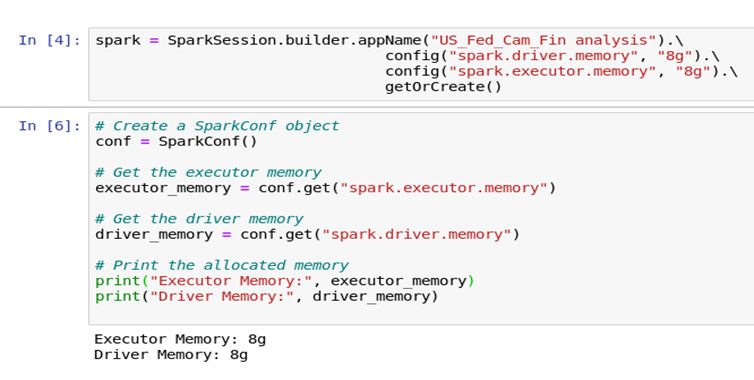 In [4]: spark = SparkSession.builder.appName("US_Fed_Cam_Fin analysis").\
config("spark.driver.memory", "8g").\
config("spark.executor.memory", "8g").\
getOrCreate()
In [6]: # Create a SparkConf object
conf = SparkConf()
# Get the executor memory
executor_memory = conf.get("spark.executor.memory")
# Get the driver memory
driver_memory = conf.get("spark.driver.memory")
# Print the allocated memory
print("Executor Memory:", executor_memory)
print("Driver Memory:", driver_memory)
Executor Memory: 8g
Driver Memory: 8g